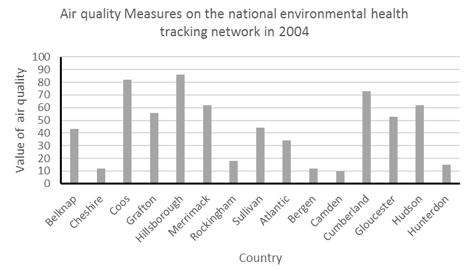 Air quality Measures on the national environmental health
tracking network in 2004
Value of air quality
100
90
80
70
60
50
40
30
20
10
0
Belknap
Cheshire
Coos
Grafton
Hillsborough
Merrimack
Rockingham
Sullivan
Atlantic
Bergen
Camden
Cumberland
Gloucester
Hudson
Hunterdon
Country